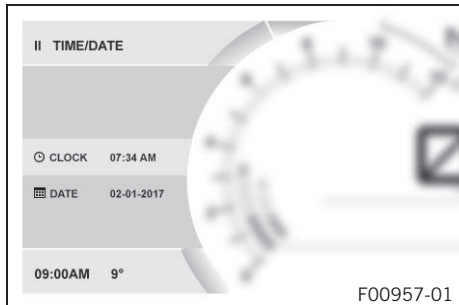 II TIME/DATE
CLOCK 07:34 AM
DATE 02-01-2017
09:00AM 9°
F00957-01